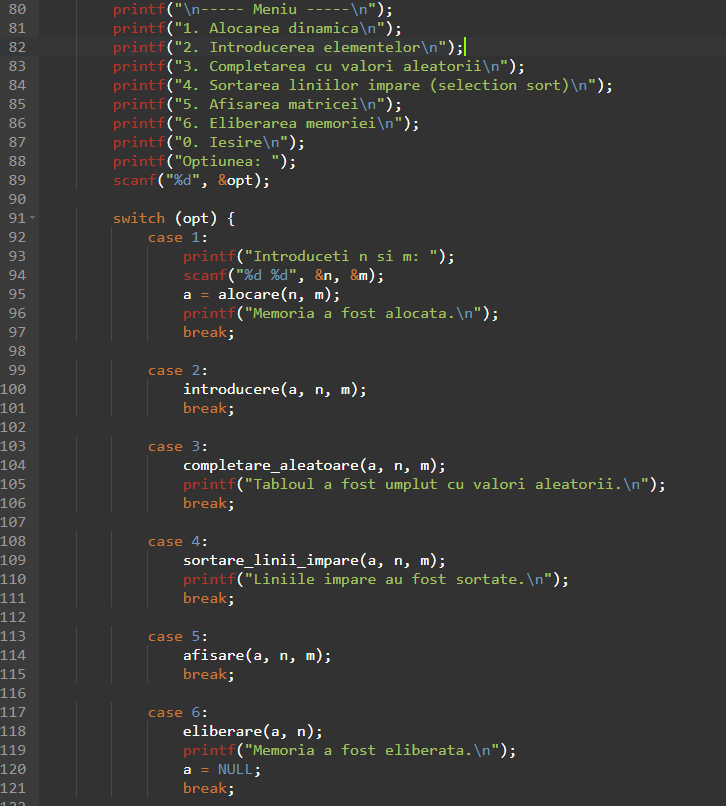 80 printf("\n----- Meniu -----\n");
81 printf("1. Alocarea dinamica\n");
82 printf("2. Introducerea elementelor\n");
83 printf("3. Completarea cu valori aleatorii\n");
84 printf("4. Sortarea liniilor impare (selection sort)\n");
85 printf("5. Afisarea matricei\n");
86 printf("6. Eliberarea memoriei\n");
87 printf("0. Iesire\n");
88 printf("Optiunea: ");
89 scanf("%d", &opt);
90
91 switch (opt) {
92 case 1:
93 printf("Introduceti n si m: ");
94 scanf("%d %d", &n, &m);
95 a = alocare(n, m);
96 printf("Memoria a fost alocata.\n");
97 break;
98
99 case 2:
100 introducere(a, n, m);
101 break;
102
103 case 3:
104 completare_aleatoare(a, n, m);
105 printf("Tabloul a fost umplut cu valori aleatorii.\n");
106 break;
107
108 case 4:
109 sortare_linii_impare(a, n, m);
110 printf("Liniile impare au fost sortate.\n");
111 break;
112
113 case 5:
114 afisare(a, n, m);
115 break;
116
117 case 6:
118 eliberare(a, n);
119 printf("Memoria a fost eliberata.\n");
120 a = NULL;
121 break;